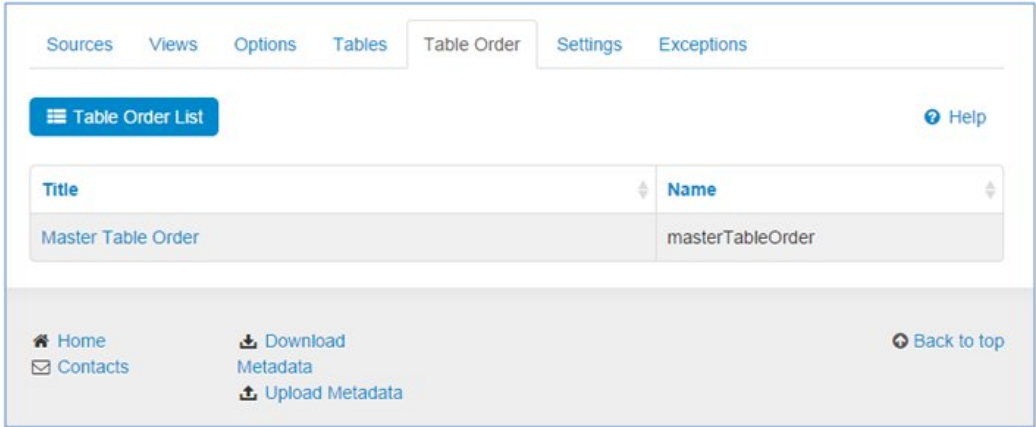 Sources Views Options Tables Table Order Settings Exceptions
Table Order List Help
Title Name
Master Table Order masterTableOrder
Home Download Back to top
Contacts Metadata
Upload Metadata